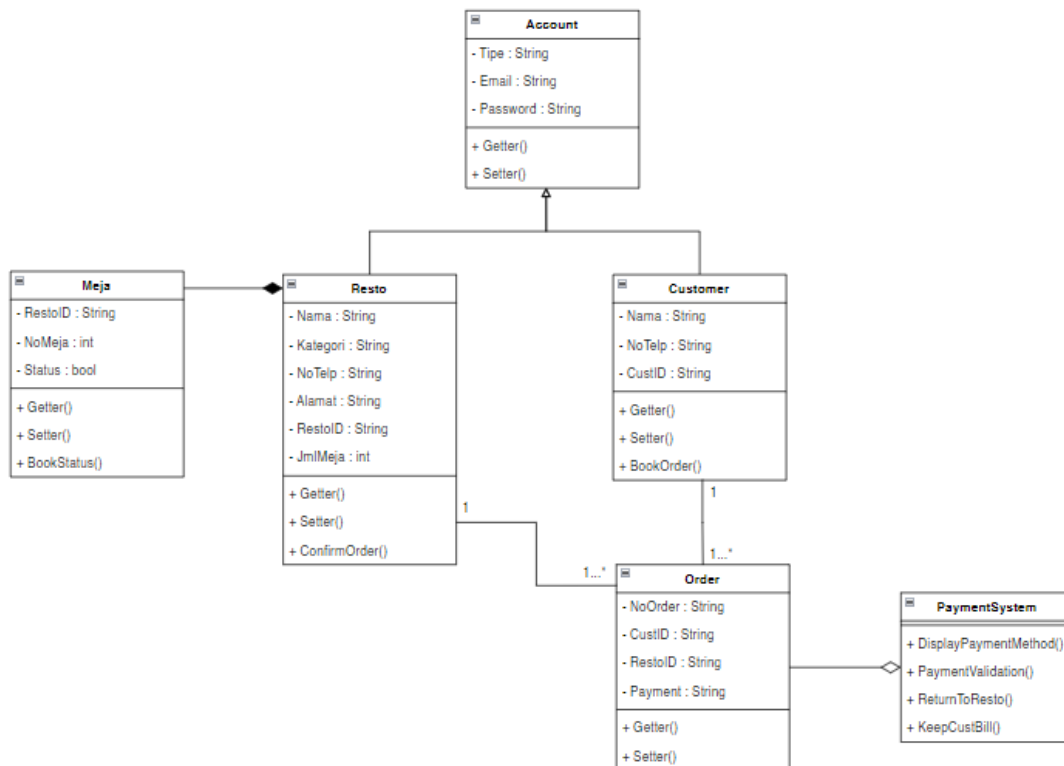 Account
- Tipe : String
- Email : String
- Password : String
+ Getter()
+ Setter()
Meja
- RestoID : String
- NoMeja : int
- Status : bool
+ Getter()
+ Setter()
+ BookStatus()
Resto
- Nama : String
- Kategori : String
- NoTelp : String
- Alamat : String
- RestoID : String
- JmlMeja : int
+ Getter()
+ Setter()
+ ConfirmOrder()
Customer
- Nama : String
- NoTelp : String
- CustID : String
+ Getter()
+ Setter()
+ BookOrder()
1
1
1...*
1...*
Order
- NoOrder : String
- CustID : String
- RestoID : String
- Payment : String
+ Getter()
+ Setter()
PaymentSystem
+ DisplayPaymentMethod()
+ PaymentValidation()
+ ReturnToResto()
+ KeepCustBill()